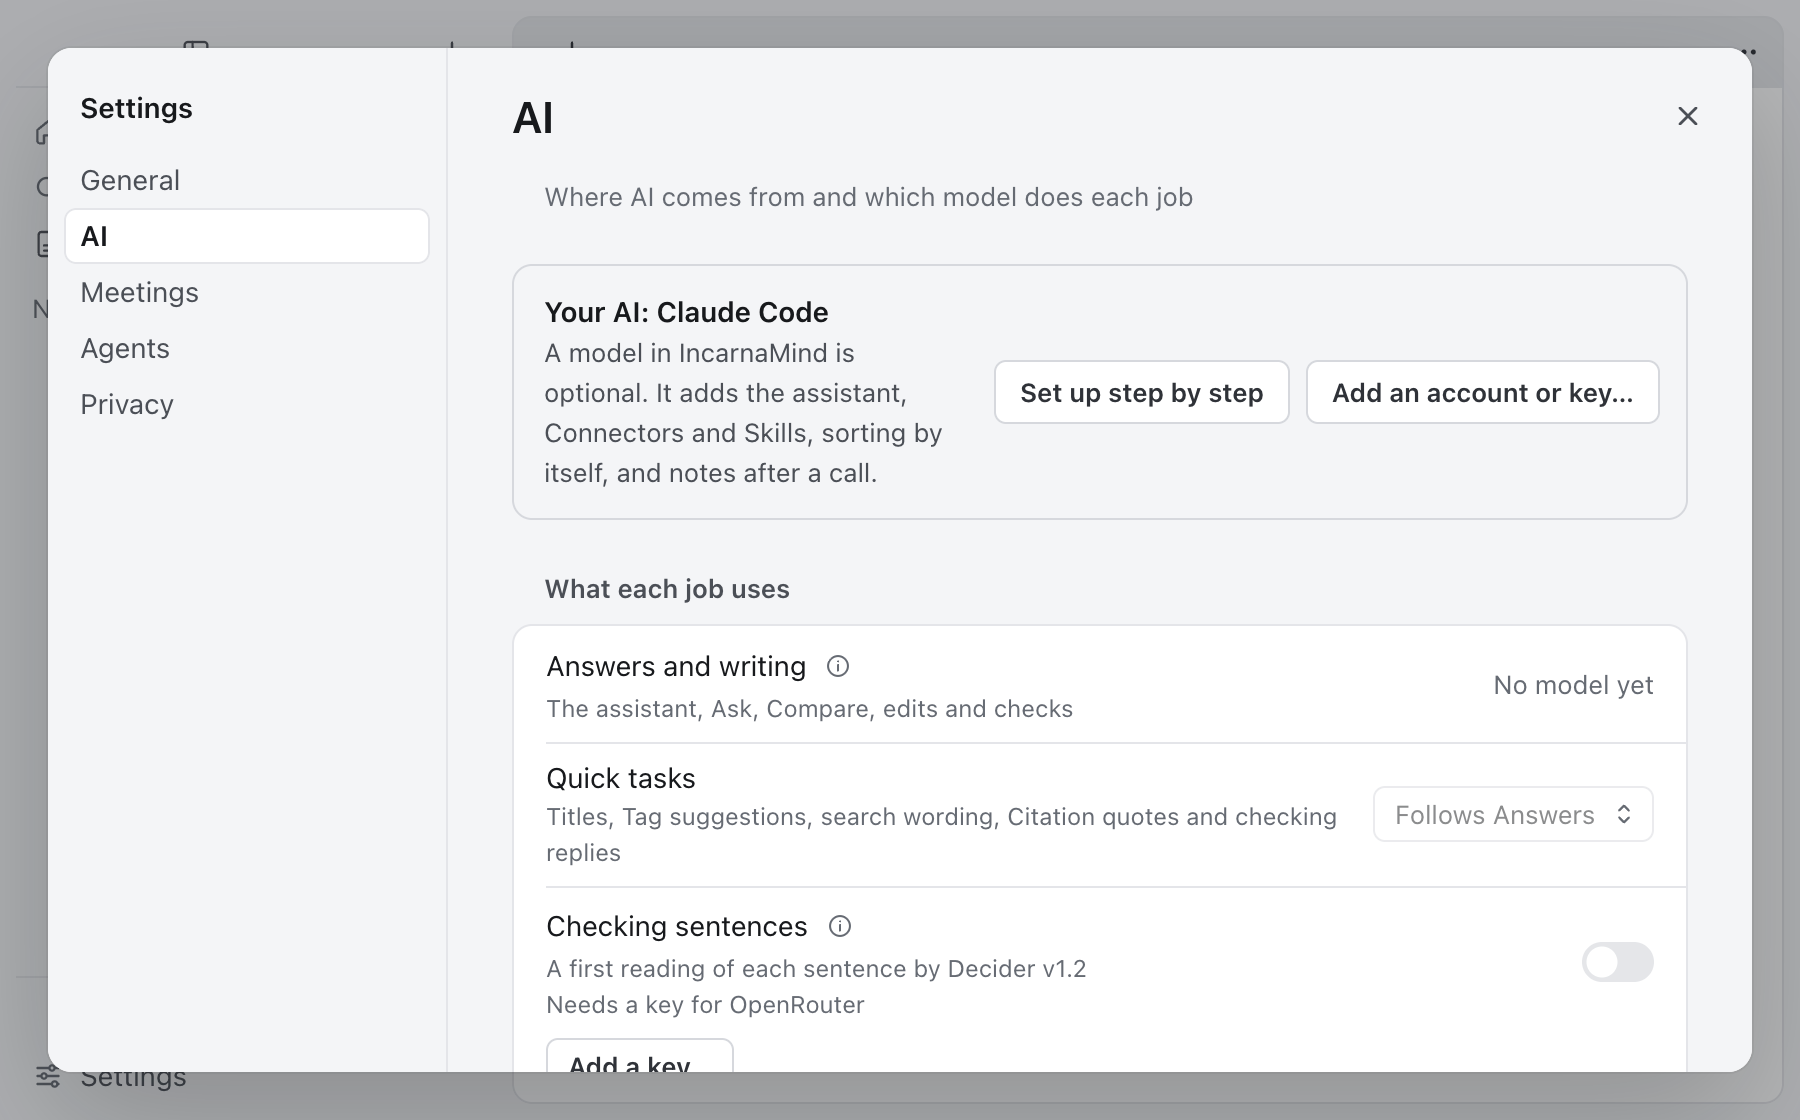 Settings
General
AI
Meetings
Agents
Privacy
Settings
AI
Where AI comes from and which model does each job
Your AI: Claude Code
A model in IncarnaMind is
optional. It adds the assistant,
Connectors and Skills, sorting by
itself, and notes after a call.
Set up step by step
Add an account or key...
What each job uses
Answers and writing
The assistant, Ask, Compare, edits and checks
No model yet
Quick tasks
Titles, Tag suggestions, search wording, Citation quotes and checking
replies
Follows Answers
Checking sentences
A first reading of each sentence by Decider v1.2
Needs a key for OpenRouter
Add a key